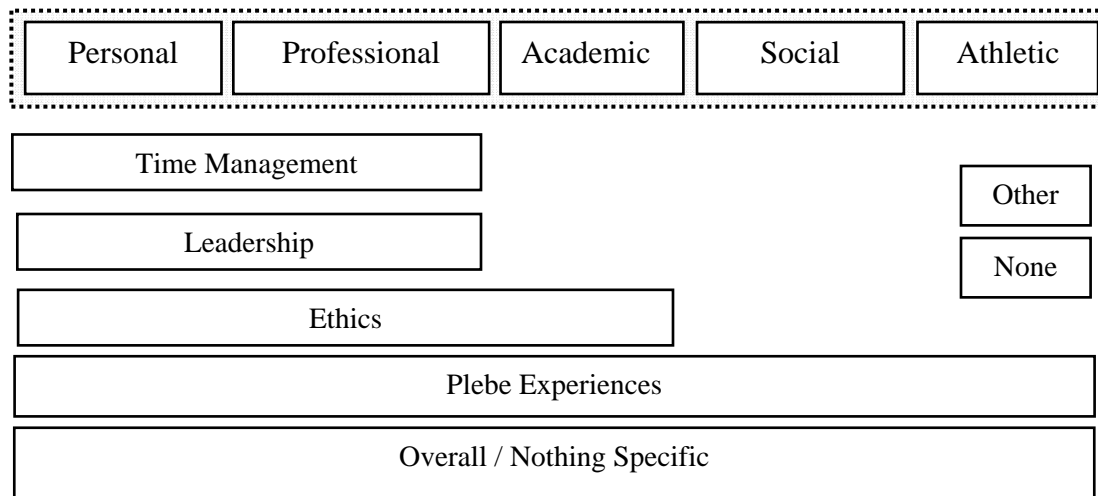 Personal Professional Academic Social Athletic
Time Management
Other
Leadership
None
Ethics
Plebe Experiences
Overall / Nothing Specific